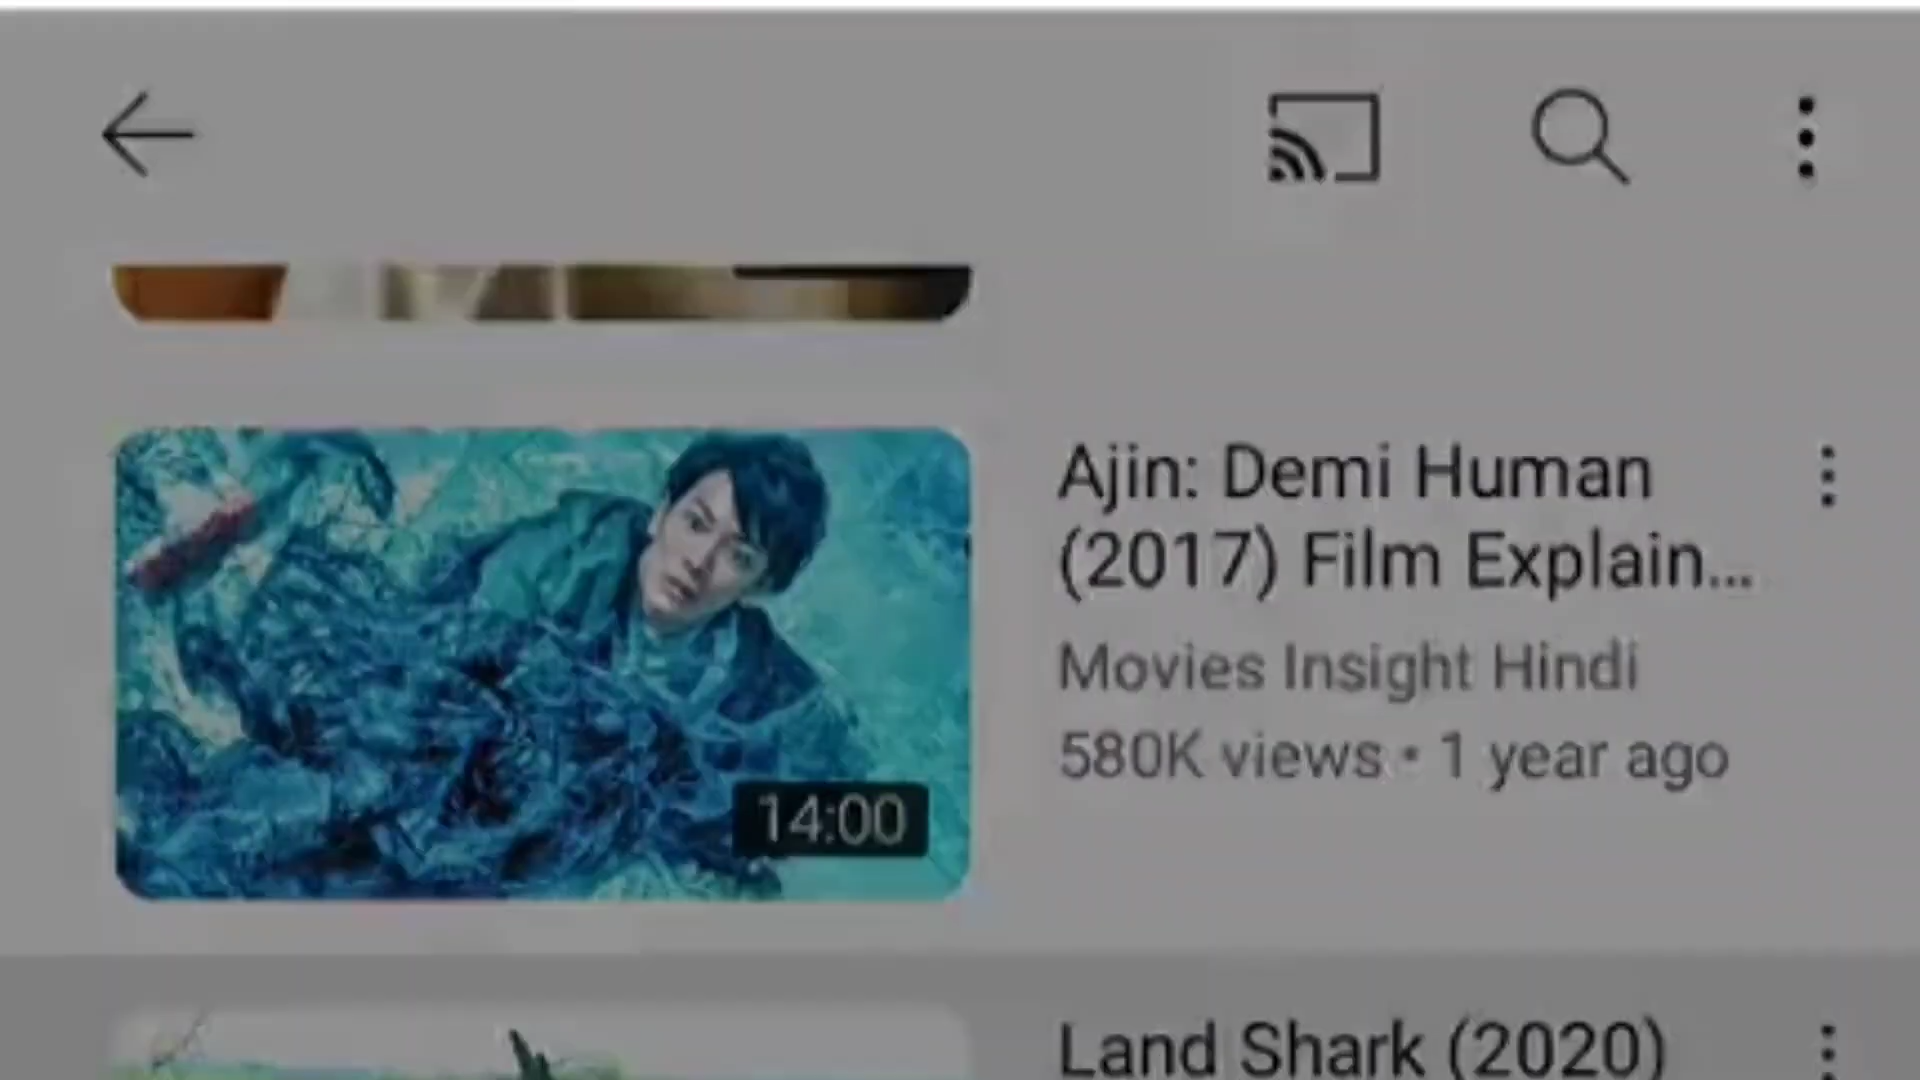 Ajin: Demi Human
(2017) Film Explain...
Movies Insight Hindi
580K views • 1 year ago
14:00
Land Shark (2020)